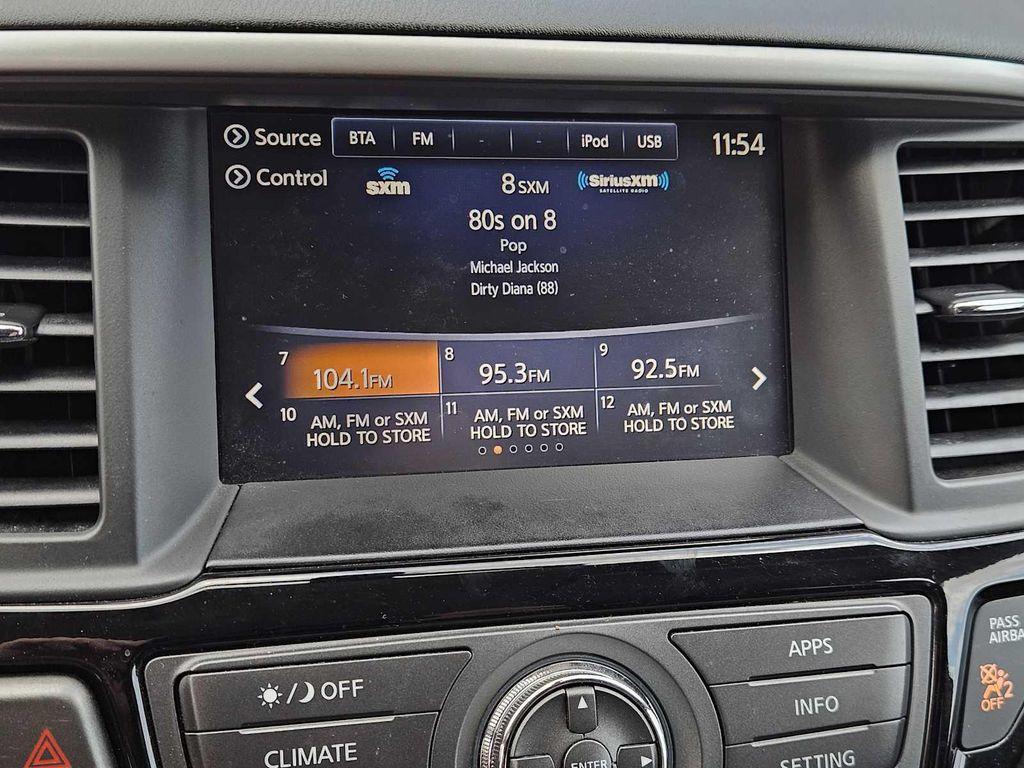 Source BTA FM - - iPod USB 11:54
Control sxm 8 SXM ((SiriusXM))
SATELLITE RADIO
80s on 8
Pop
Michael Jackson
Dirty Diana (88)
7 104.1FM 8 95.3FM 9 92.5FM
10 AM, FM or SXM 11 AM, FM or SXM 12 AM, FM or SXM
HOLD TO STORE HOLD TO STORE HOLD TO STORE
PASS
AIRBA
APPS
/ OFF
INFO
OFF 2
CLIMATE
ENTER
SETTING